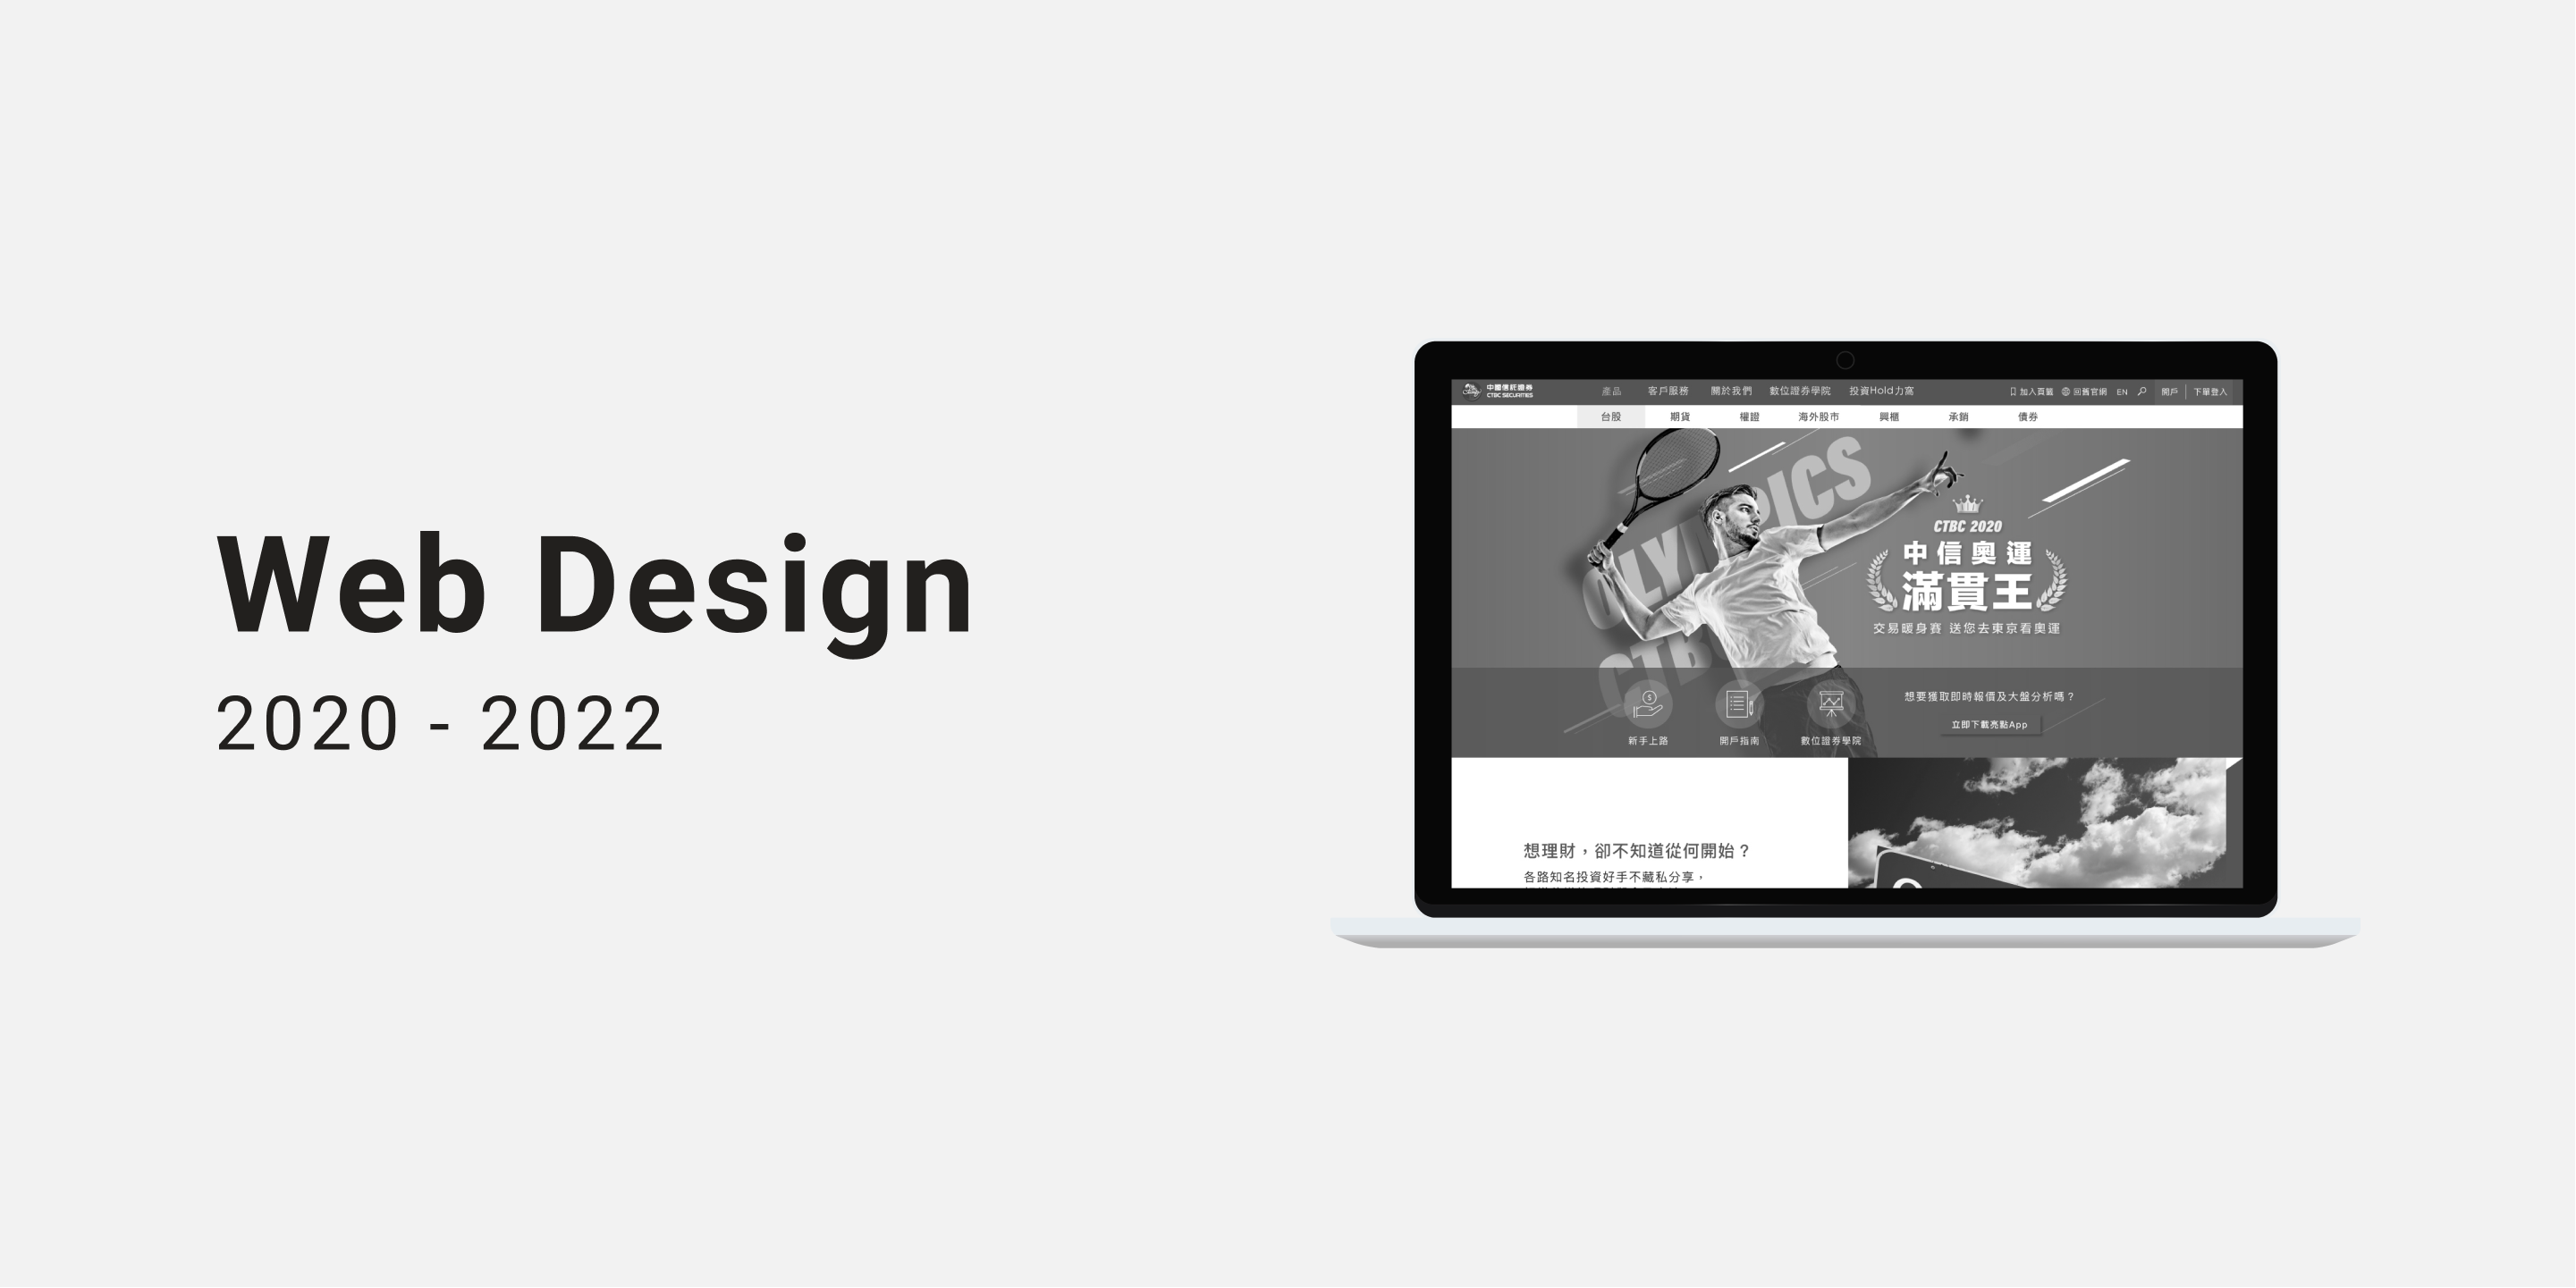 Web Design
2020 - 2022
中國信託證券
CTBC SECURITIES
產品 客戶服務 關於我們 數位證券學院 投資Hold力窩
加入頁籤 回舊官網 EN 開戶 下單登入
台股 期貨 權證 海外股市 興櫃 承銷 債券
OLY PICS
CTB
CTBC 2020
中信奧運
滿貫王
交易暖身賽 送您去東京看奧運
想要獲取即時報價及大盤分析嗎？
立即下載亮點App
新手上路 開戶指南 數位證券學院
想理財，卻不知道從何開始？
各路知名投資好手不藏私分享，